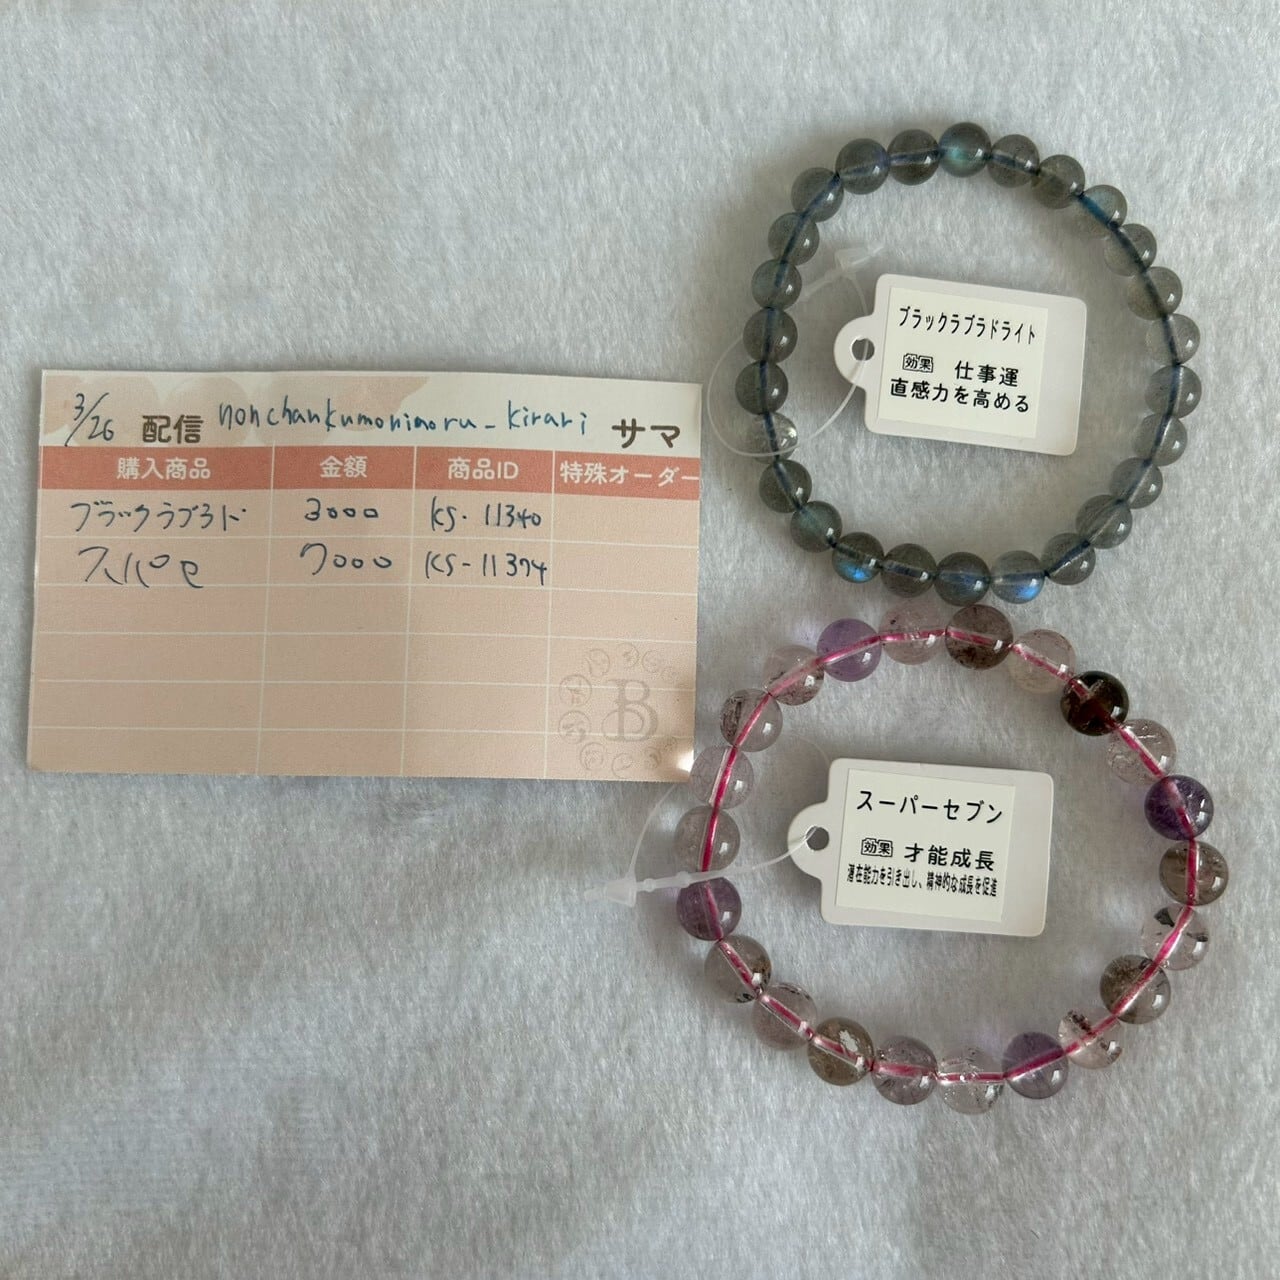 3/26 配信 nonchankumonimoru_kirari サマ
購入商品 金額 商品ID 特殊オーダー
ブラックラブラド 3000 KS-11340
スパセ 7000 KS-11374
B
ブラックラブラドライト
効果 仕事運
直感力を高める
スーパーセブン
効果 才能成長
潜在能力を引き出し、精神的な成長を促進